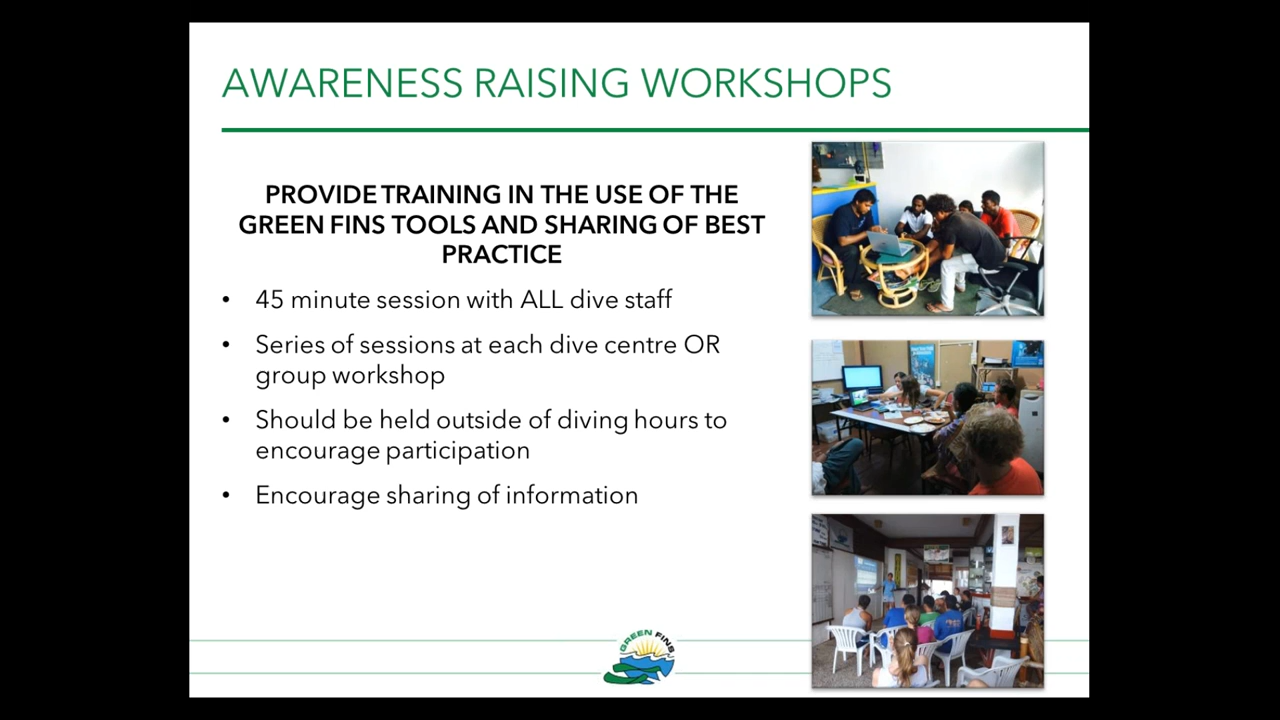 AWARENESS RAISING WORKSHOPS
PROVIDE TRAINING IN THE USE OF THE
GREEN FINS TOOLS AND SHARING OF BEST
PRACTICE
• 45 minute session with ALL dive staff
• Series of sessions at each dive centre OR
group workshop
• Should be held outside of diving hours to
encourage participation
• Encourage sharing of information
GREEN FINS